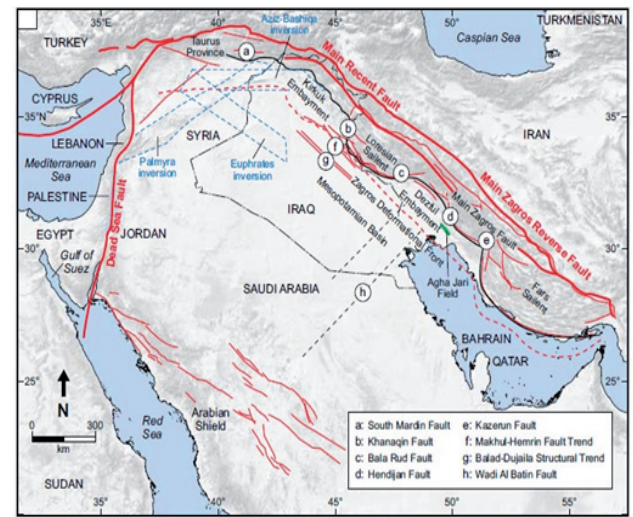 35°
40°
45°
50°
TURKMENISTAN
TURKEY
Taurus
Province
a
Aziz-Bashiqa
inversion
Caspian Sea
Main Recent Fault
Kirkuk
Embayment
CYPRUS
35°N
35°
LEBANON
SYRIA
b
f
g
Loresian
Salient
IRAN
Mediterranean
Sea
Palmyra
inversion
Euphrates
inversion
c
Dezful
Embayment
Main Zagros Fault
Main Zagros Reverse Fault
PALESTINE
IRAQ
Mesopotamian Basin
Zagros Deformational Front
d
e
EGYPT
JORDAN
Dead Sea Fault
30°
30°
Gulf of
Suez
SAUDI ARABIA
h
Agha Jari
Field
Fars
Salient
BAHRAIN
QATAR
25°
25°
N
0
300
km
Red
Sea
Arabian
Shield
SUDAN
a: South Mardin Fault
b: Khanaqin Fault
c: Bala Rud Fault
d: Hendijan Fault
e: Kazerun Fault
f: Makhul-Hemrin Fault Trend
g: Balad-Dujaila Structural Trend
h: Wadi Al Batin Fault
35°
40°
45°
50°
55°